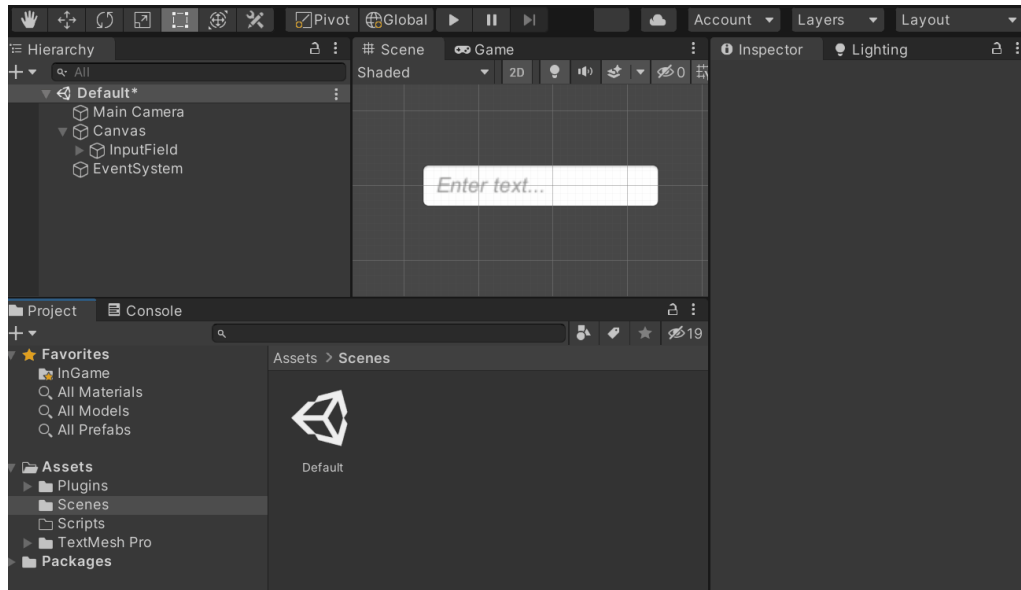 Pivot Global Account Layers Layout
Hierarchy
All
Default*
Main Camera
Canvas
InputField
EventSystem
Scene Game
Shaded 2D 0
Enter text...
Inspector Lighting
Project Console
19
Favorites
InGame
All Materials
All Models
All Prefabs
Assets
Plugins
Scenes
Scripts
TextMesh Pro
Packages
Assets > Scenes
Default